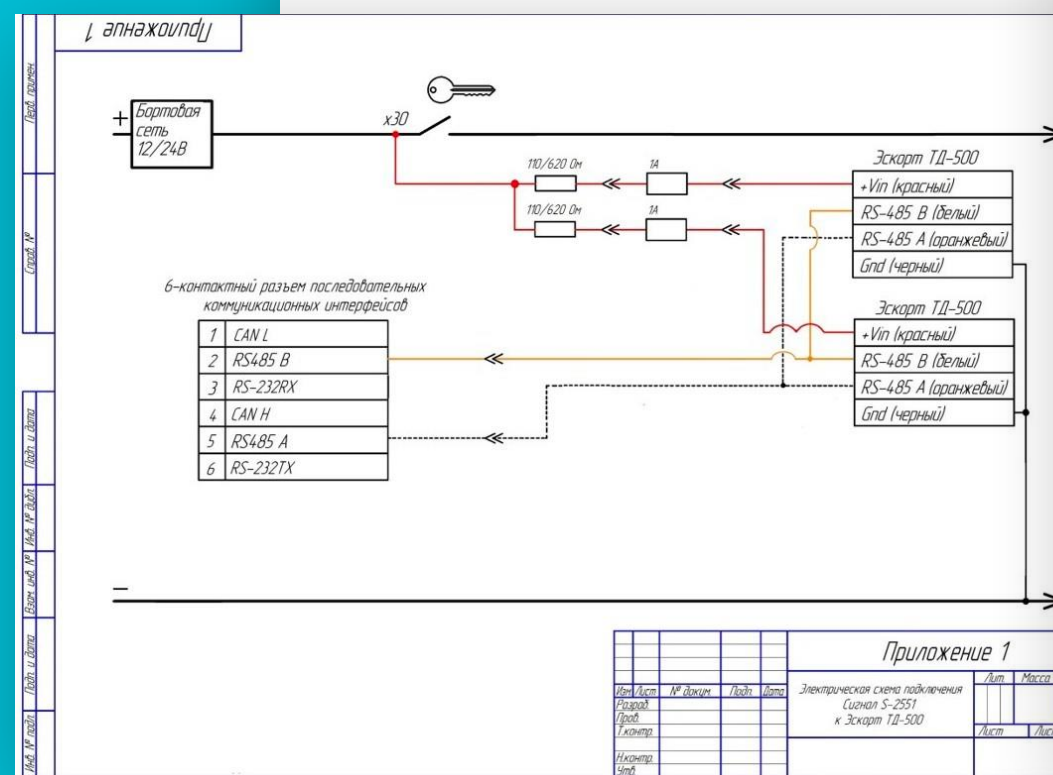 Приложение 1
Перв. примен.
Справ. №
Подп. и дата
Инв. № дубл.
Взам. инв. №
Подп. и дата
Инв. № подл.
+
Бортовая
сеть
12/24В
х30
110/620 Ом
1А
110/620 Ом
1А
Эскорт ТД-500
+Vin (красный)
RS-485 B (белый)
RS-485 A (оранжевый)
Gnd (черный)
Эскорт ТД-500
+Vin (красный)
RS-485 B (белый)
RS-485 A (оранжевый)
Gnd (черный)
6-контактный разъем последовательных
коммуникационных интерфейсов
1 CAN L
2 RS485 B
3 RS-232RX
4 CAN H
5 RS485 A
6 RS-232TX
−
Приложение 1
Изм. Лист № докум. Подп. Дата
Разраб.
Пров.
Т.контр.
Н.контр.
Утв.
Электрическая схема подключения
Сигнал S-2551
к Эскорт ТД-500
Лит. Масса
Лист